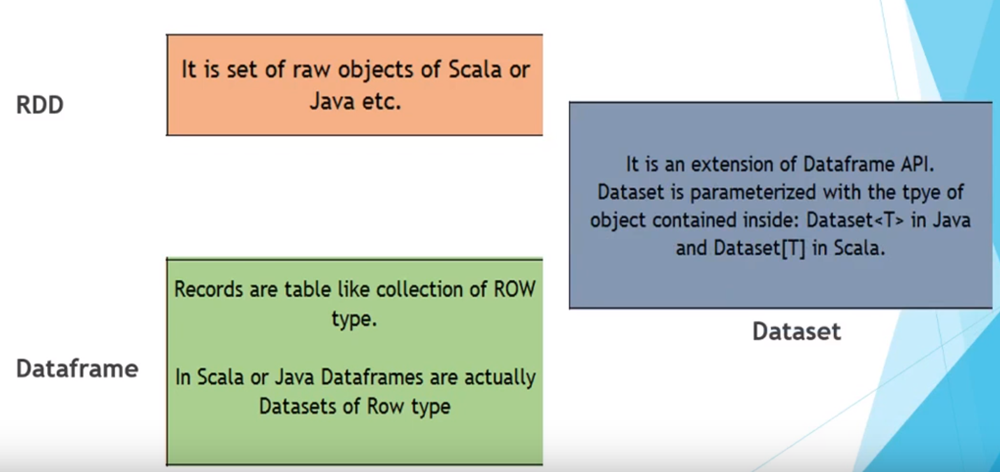 RDD
It is set of raw objects of Scala or
Java etc.
It is an extension of Dataframe API.
Dataset is parameterized with the tpye of
object contained inside: Dataset<T> in Java
and Dataset[T] in Scala.
Dataset
Dataframe
Records are table like collection of ROW
type.
In Scala or Java Dataframes are actually
Datasets of Row type